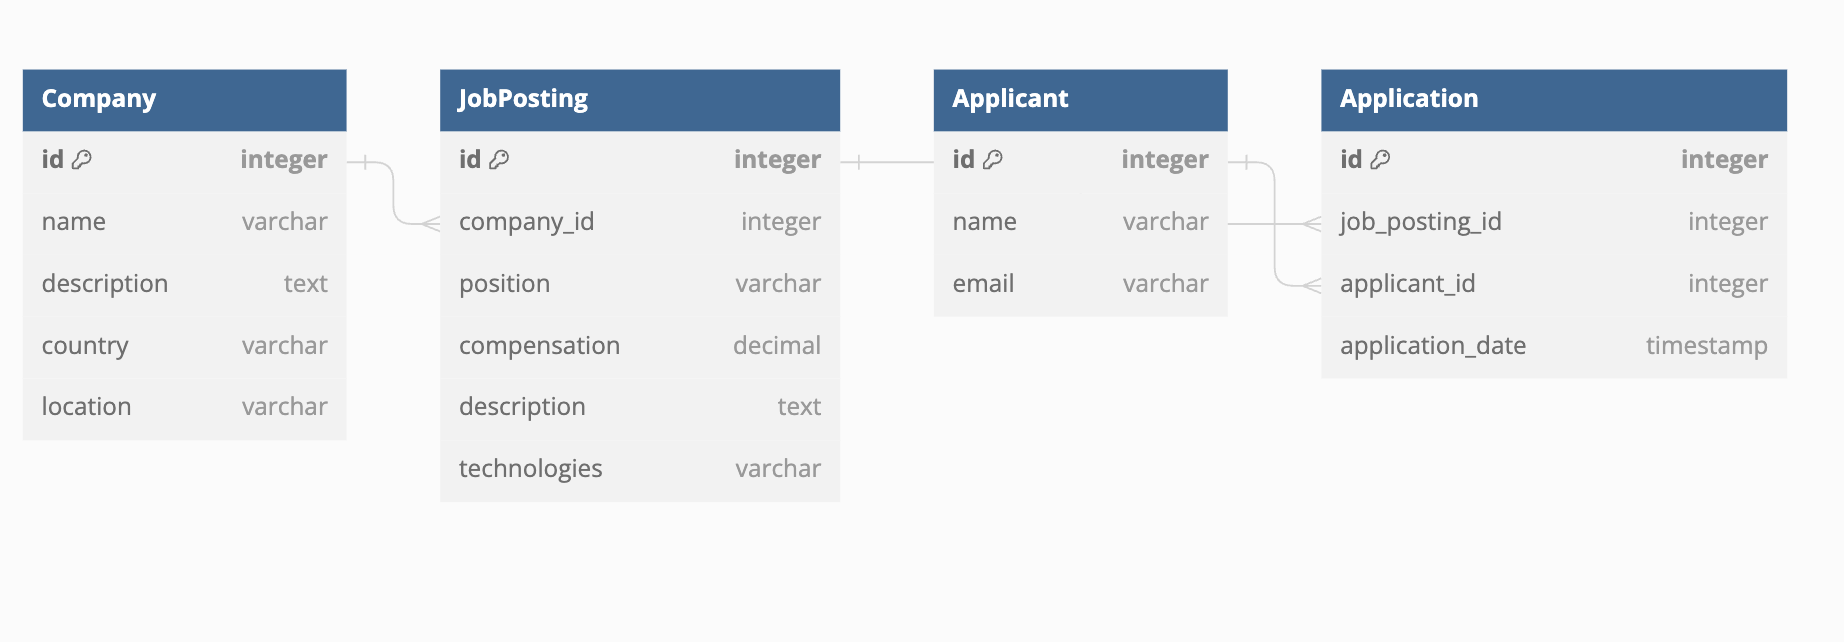 Company
id integer
name varchar
description text
country varchar
location varchar
JobPosting
id integer
company_id integer
position varchar
compensation decimal
description text
technologies varchar
Applicant
id integer
name varchar
email varchar
Application
id integer
job_posting_id integer
applicant_id integer
application_date timestamp